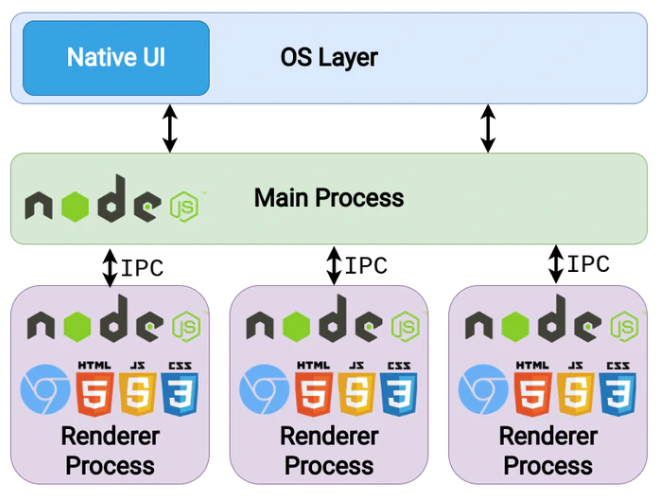 Native UI
OS Layer
node JS
Main Process
IPC
IPC
IPC
node JS
node JS
node JS
HTML JS CSS
5 5 3
HTML JS CSS
5 5 3
HTML JS CSS
5 5 3
Renderer
Process
Renderer
Process
Renderer
Process